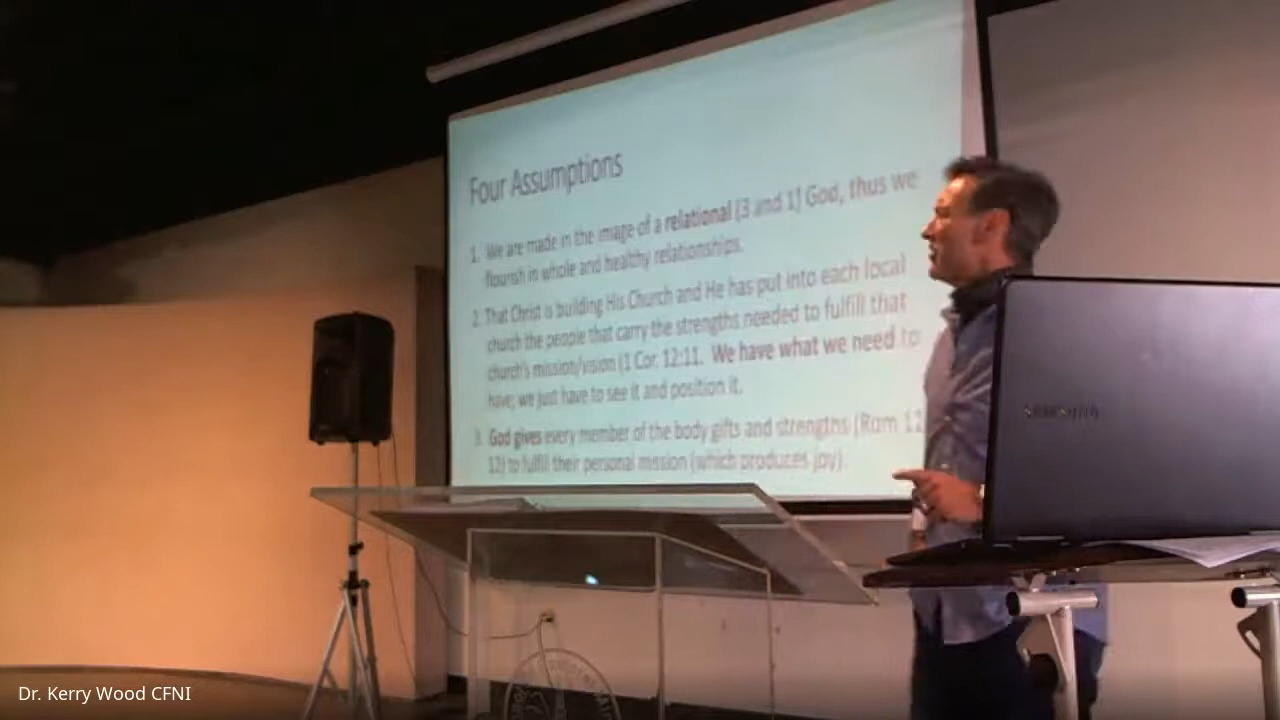 Four Assumptions
1. We are made in the image of a relational (3 and 1) God, thus we
flourish in whole and healthy relationships.
2. That Christ is building His Church and He has put into each local
church the people that carry the strengths needed to fulfill that
church's mission/vision (1 Cor. 12:11. We have what we need to
have; we just have to see it and position it.
3. God gives every member of the body gifts and strengths (Rom 12
12) to fulfill their personal mission (which produces joy).
SAMSUNG
Dr. Kerry Wood CFNI